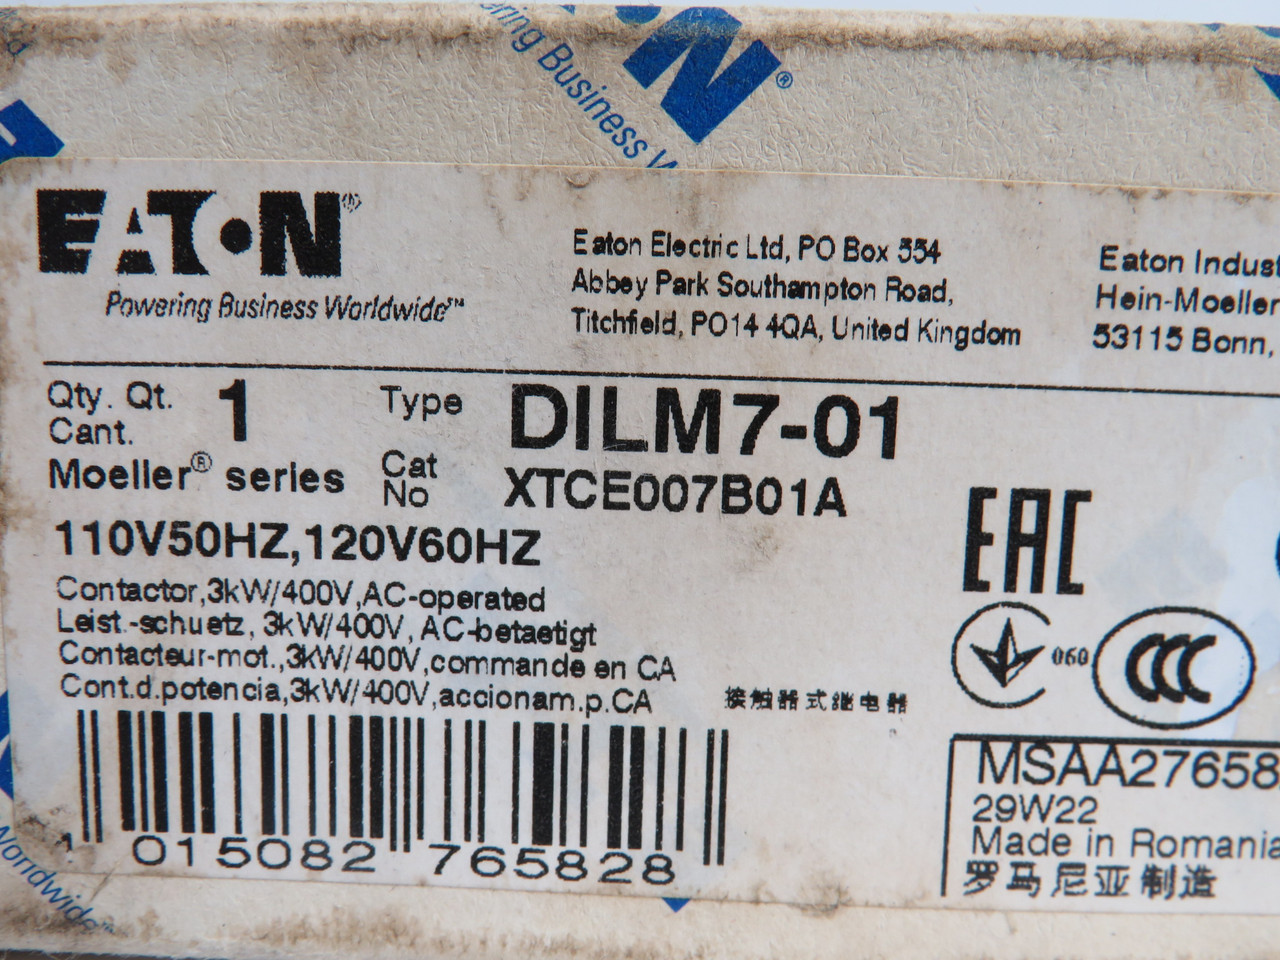 ering Business W
EATON®
Powering Business Worldwide™
Eaton Electric Ltd, PO Box 554
Abbey Park Southampton Road,
Titchfield, PO14 4QA, United Kingdom
Eaton Indust
Hein-Moeller
53115 Bonn,
Qty. Qt. 1
Cant.
Type DILM7-01
Moeller® series
Cat
No XTCE007B01A
110V50HZ,120V60HZ
Contactor,3kW/400V,AC-operated
Leist.-schuetz, 3kW/400V, AC-betaetigt
Contacteur-mot.,3kW/400V,commande en CA
Cont.d.potencia,3kW/400V,accionam.p.CA
接触器式继电器
EAC
060
CCC
015082 765828
MSAA27658
29W22
Made in Romania
罗马尼亚制造
Worldwide™